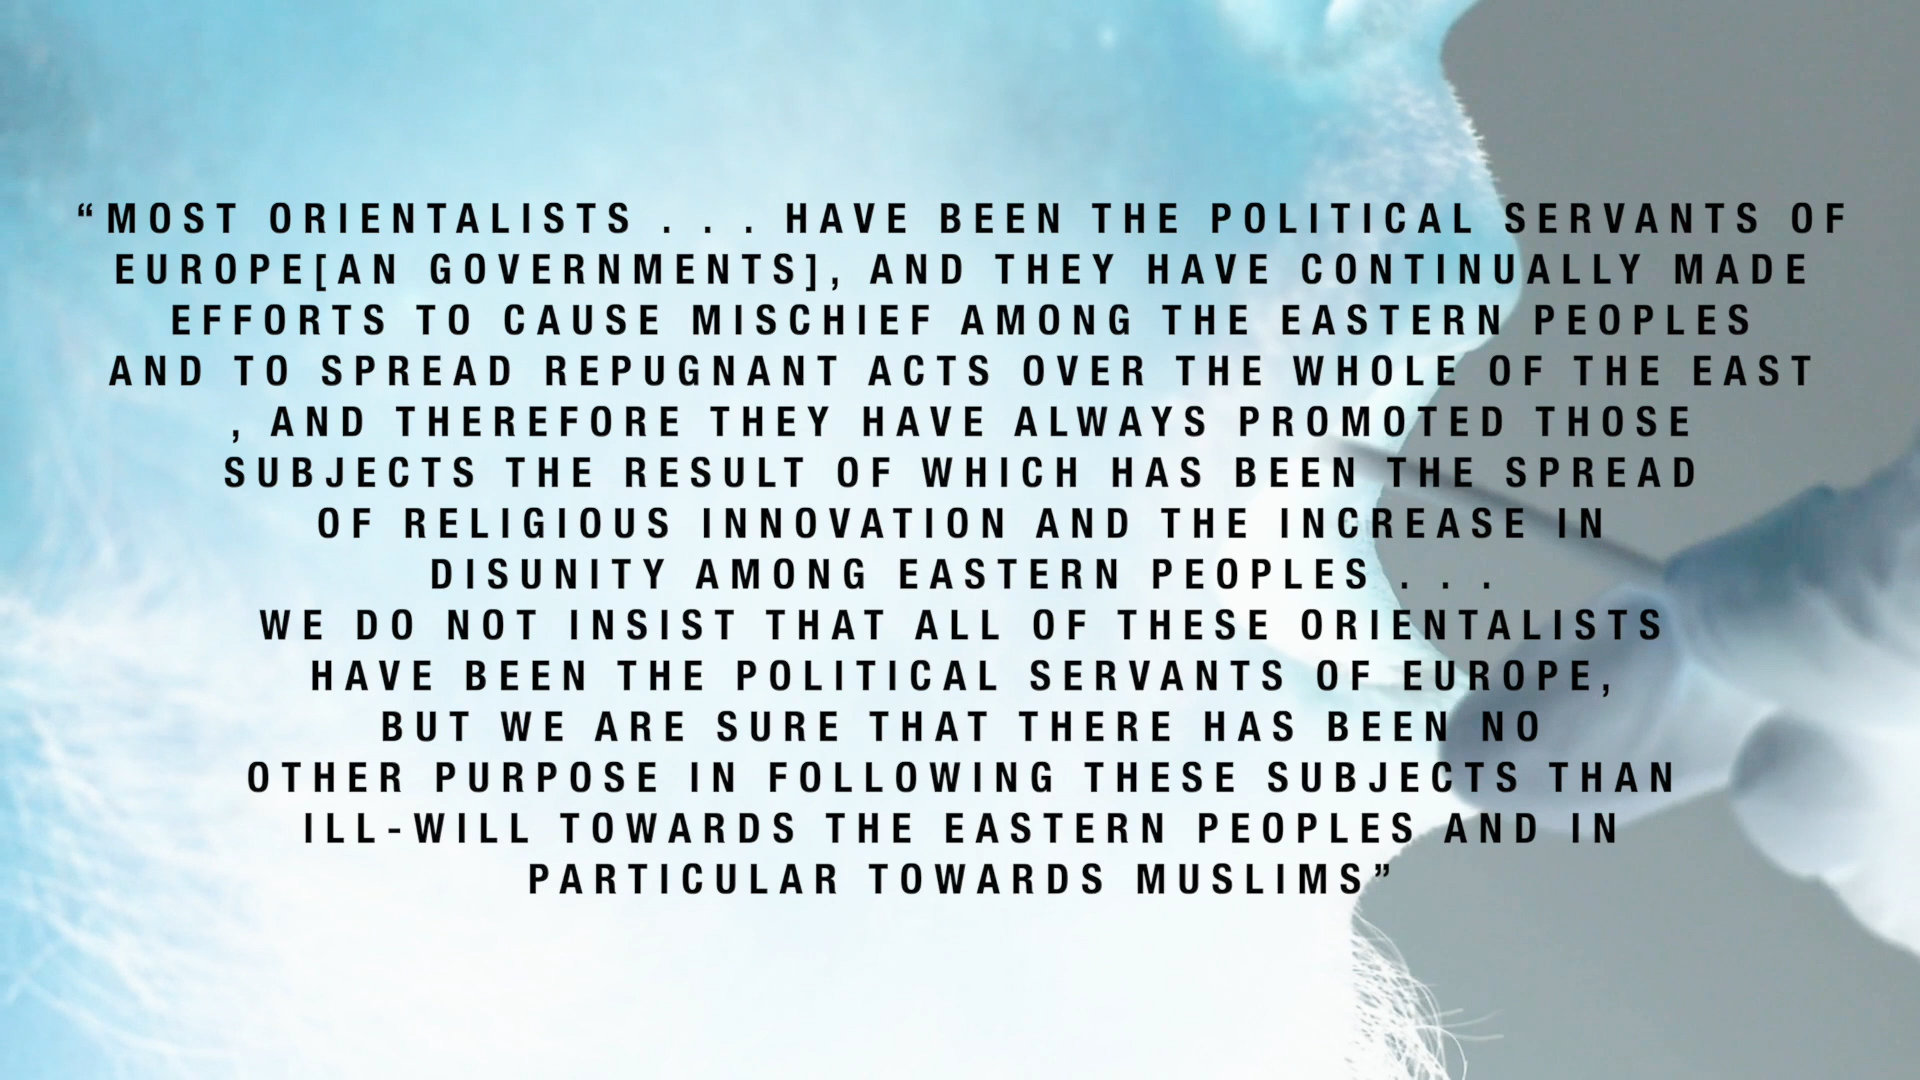 “MOST ORIENTALISTS . . . HAVE BEEN THE POLITICAL SERVANTS OF
EUROPE[AN GOVERNMENTS], AND THEY HAVE CONTINUALLY MADE
EFFORTS TO CAUSE MISCHIEF AMONG THE EASTERN PEOPLES
AND TO SPREAD REPUGNANT ACTS OVER THE WHOLE OF THE EAST
, AND THEREFORE THEY HAVE ALWAYS PROMOTED THOSE
SUBJECTS THE RESULT OF WHICH HAS BEEN THE SPREAD
OF RELIGIOUS INNOVATION AND THE INCREASE IN
DISUNITY AMONG EASTERN PEOPLES . . .
WE DO NOT INSIST THAT ALL OF THESE ORIENTALISTS
HAVE BEEN THE POLITICAL SERVANTS OF EUROPE,
BUT WE ARE SURE THAT THERE HAS BEEN NO
OTHER PURPOSE IN FOLLOWING THESE SUBJECTS THAN
ILL-WILL TOWARDS THE EASTERN PEOPLES AND IN
PARTICULAR TOWARDS MUSLIMS”